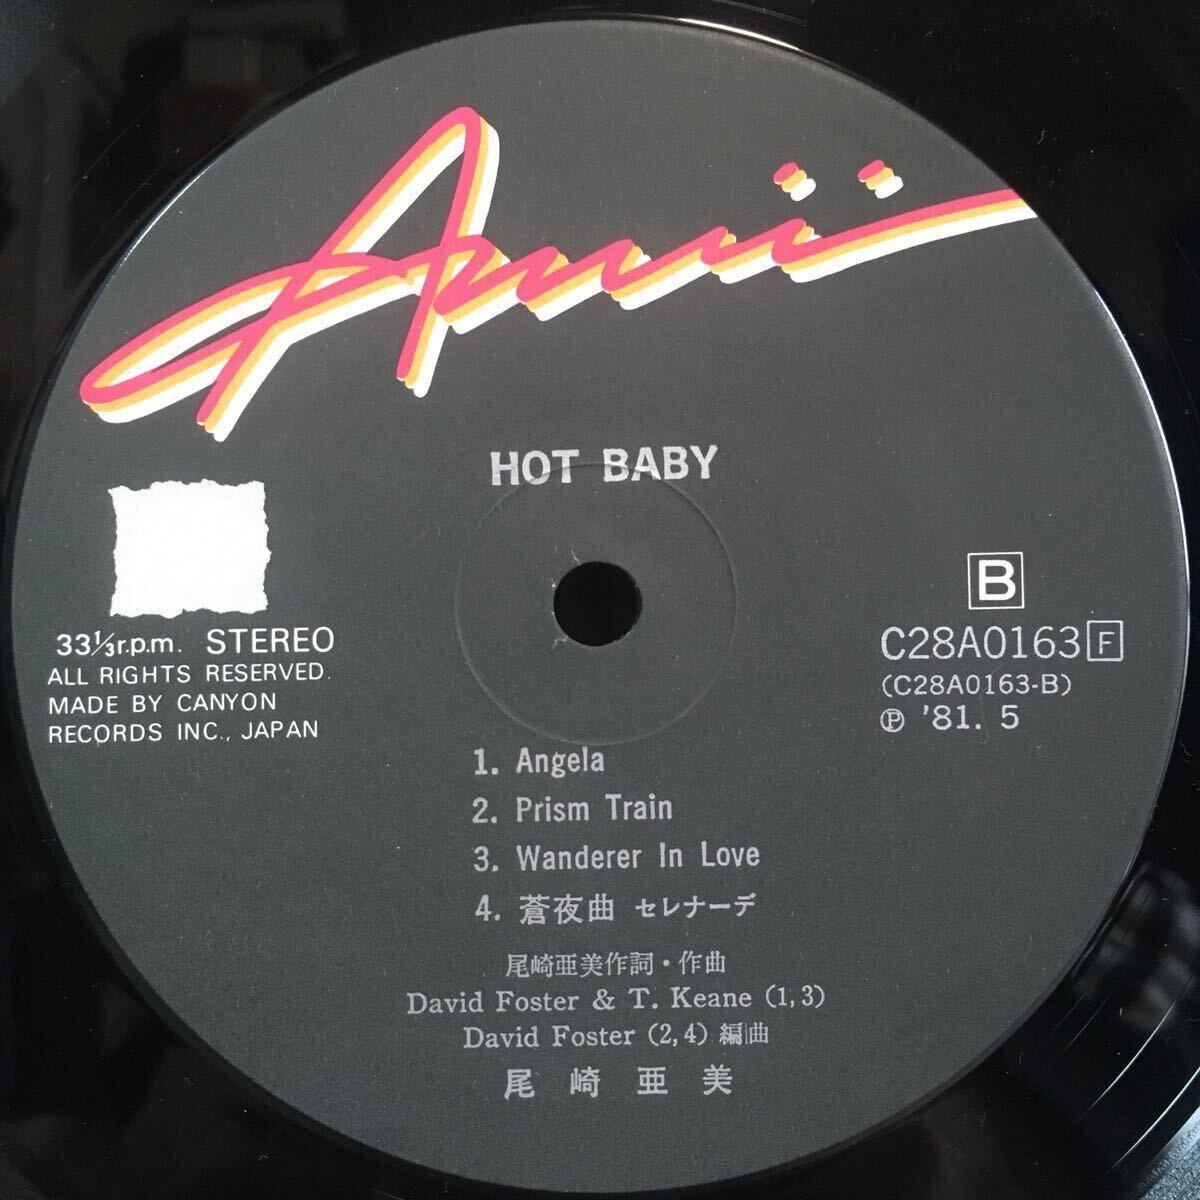 Amii
HOT BABY
B
C28A0163 F
(C28A0163-B)
Ⓟ '81. 5
33⅓r.p.m. STEREO
ALL RIGHTS RESERVED.
MADE BY CANYON
RECORDS INC., JAPAN
1. Angela
2. Prism Train
3. Wanderer In Love
4. 蒼夜曲 セレナーデ
尾崎亜美作詞・作曲
David Foster & T. Keane (1,3)
David Foster (2,4) 編曲
尾崎亜美